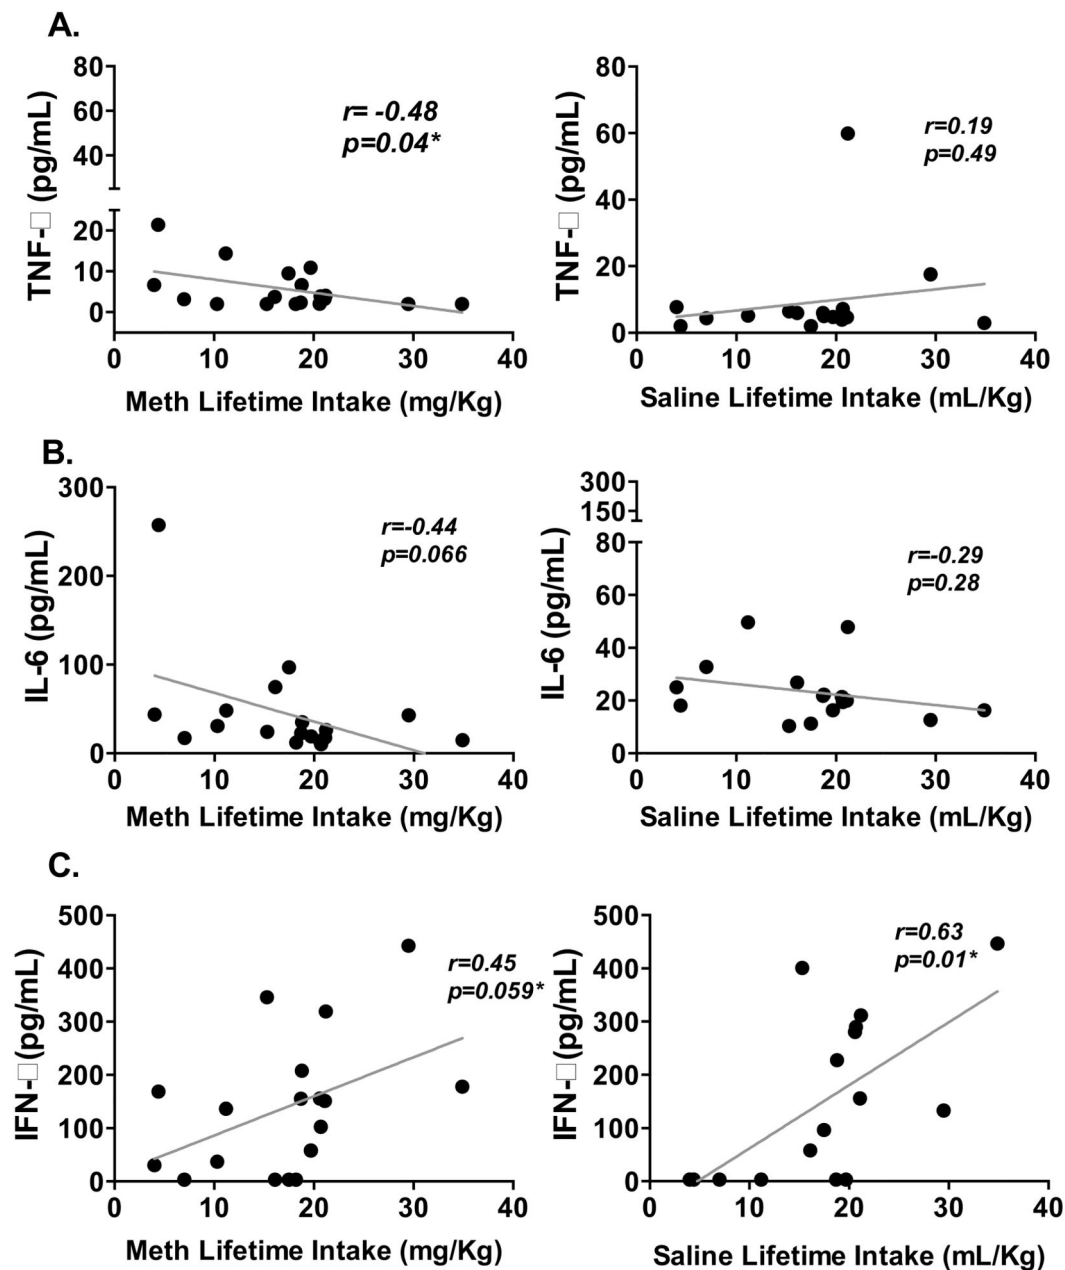 A.
80
60
40
20
10
0
TNF-□ (pg/mL)
r= -0.48
p=0.04*
0 10 20 30 40
Meth Lifetime Intake (mg/Kg)
80
60
40
20
0
TNF-□ (pg/mL)
r=0.19
p=0.49
0 10 20 30 40
Saline Lifetime Intake (mL/Kg)
B.
300
200
100
0
IL-6 (pg/mL)
r=-0.44
p=0.066
0 10 20 30 40
Meth Lifetime Intake (mg/Kg)
300
150
80
60
40
20
0
IL-6 (pg/mL)
r=-0.29
p=0.28
0 10 20 30 40
Saline Lifetime Intake (mL/Kg)
C.
500
400
300
200
100
0
IFN-□ (pg/mL)
r=0.45
p=0.059*
0 10 20 30 40
Meth Lifetime Intake (mg/Kg)
500
400
300
200
100
0
IFN-□ (pg/mL)
r=0.63
p=0.01*
0 10 20 30 40
Saline Lifetime Intake (mL/Kg)